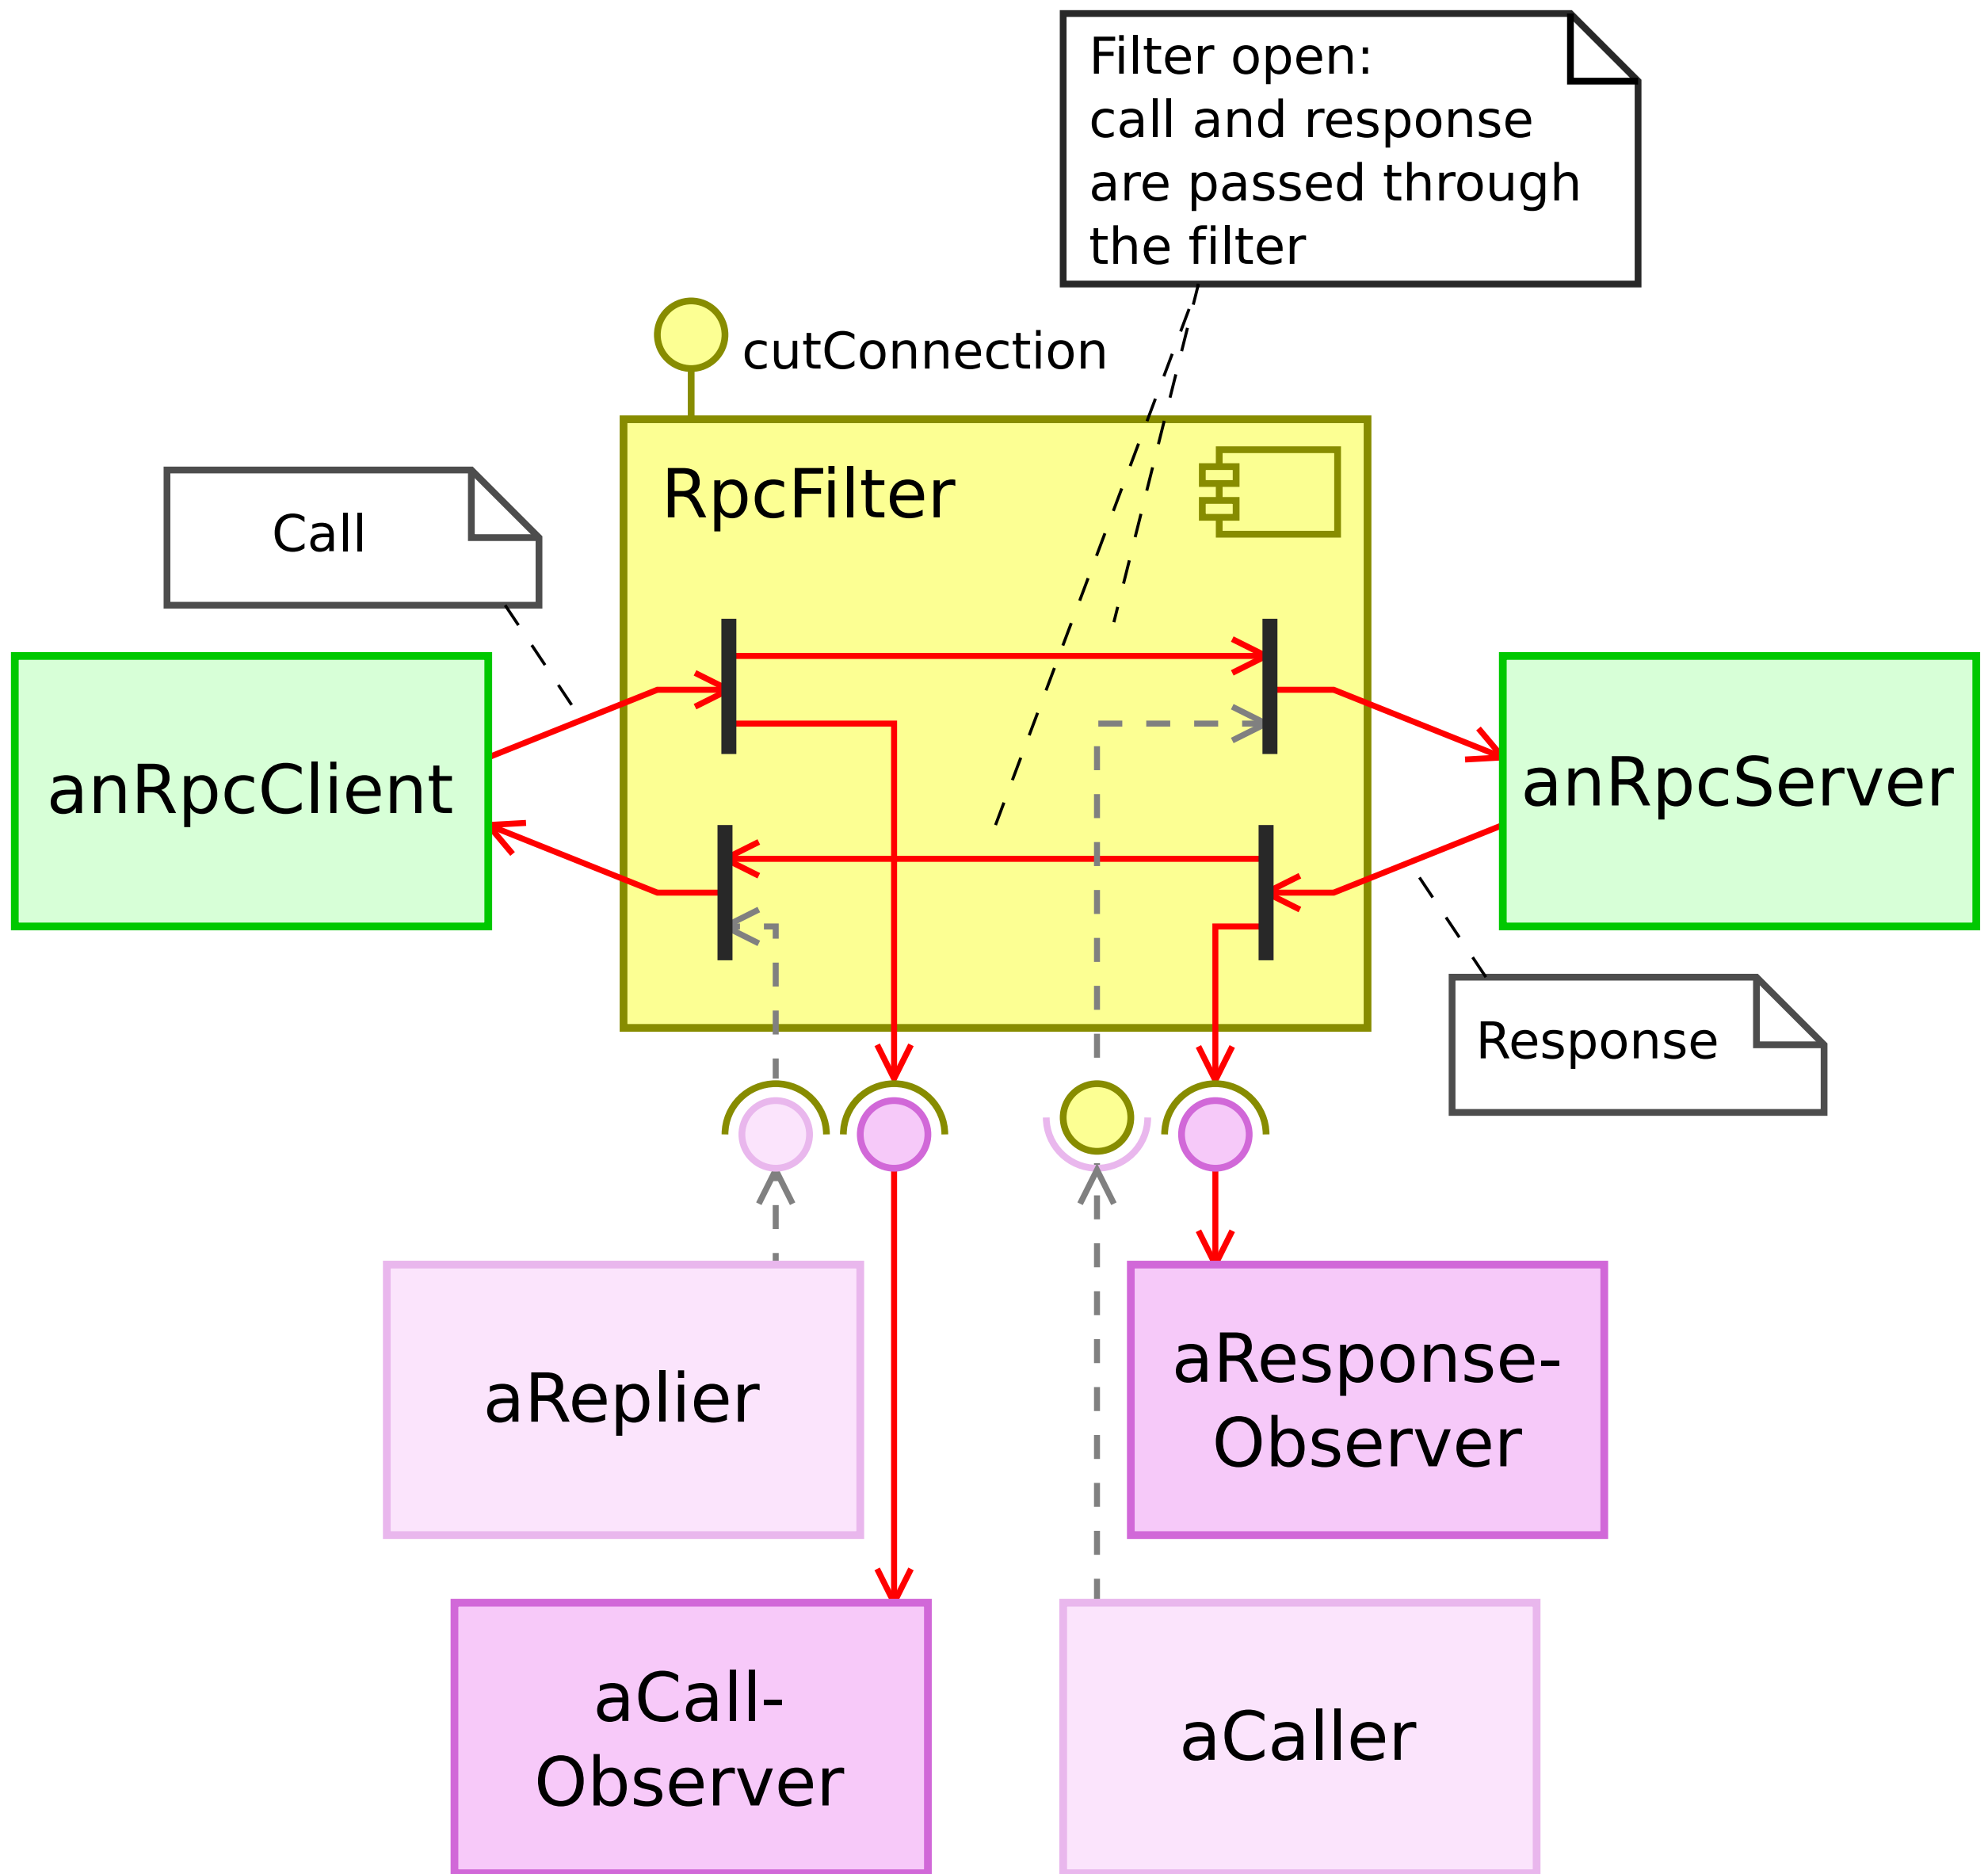 Filter open:
call and response
are passed through
the filter
cutConnection
RpcFilter
Call
anRpcClient
anRpcServer
Response
aReplier
aResponse-
Observer
aCall-
Observer
aCaller